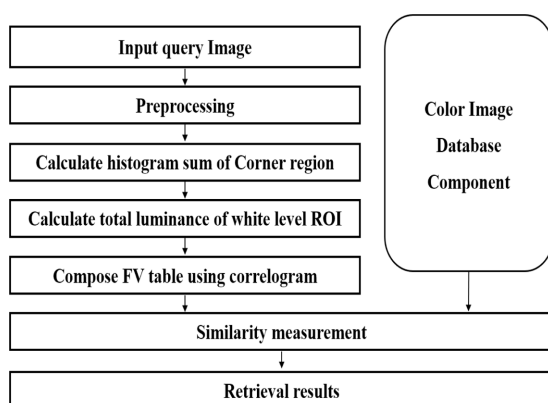 Input query Image
Preprocessing
Calculate histogram sum of Corner region
Calculate total luminance of white level ROI
Compose FV table using correlogram
Color Image
Database
Component
Similarity measurement
Retrieval results